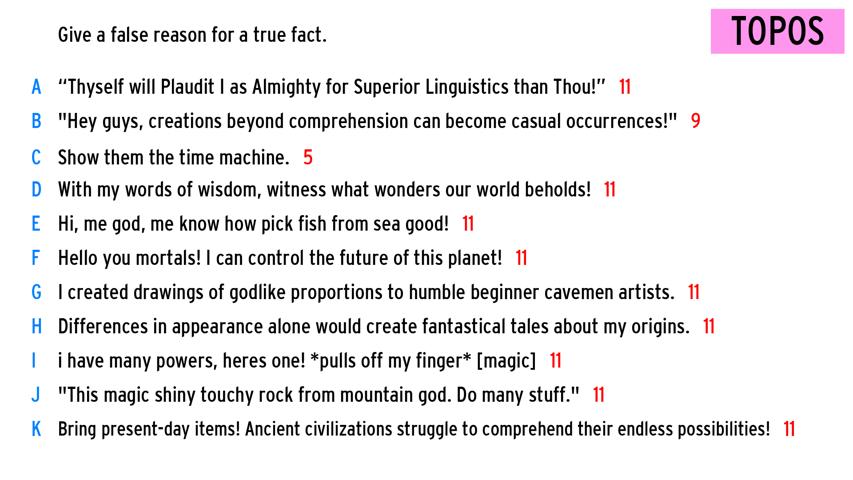 Give a false reason for a true fact.
TOPOS
A “Thyself will Plaudit I as Almighty for Superior Linguistics than Thou!” 11
B "Hey guys, creations beyond comprehension can become casual occurrences!" 9
C Show them the time machine. 5
D With my words of wisdom, witness what wonders our world beholds! 11
E Hi, me god, me know how pick fish from sea good! 11
F Hello you mortals! I can control the future of this planet! 11
G I created drawings of godlike proportions to humble beginner cavemen artists. 11
H Differences in appearance alone would create fantastical tales about my origins. 11
I i have many powers, heres one! *pulls off my finger* [magic] 11
J "This magic shiny touchy rock from mountain god. Do many stuff." 11
K Bring present-day items! Ancient civilizations struggle to comprehend their endless possibilities! 11